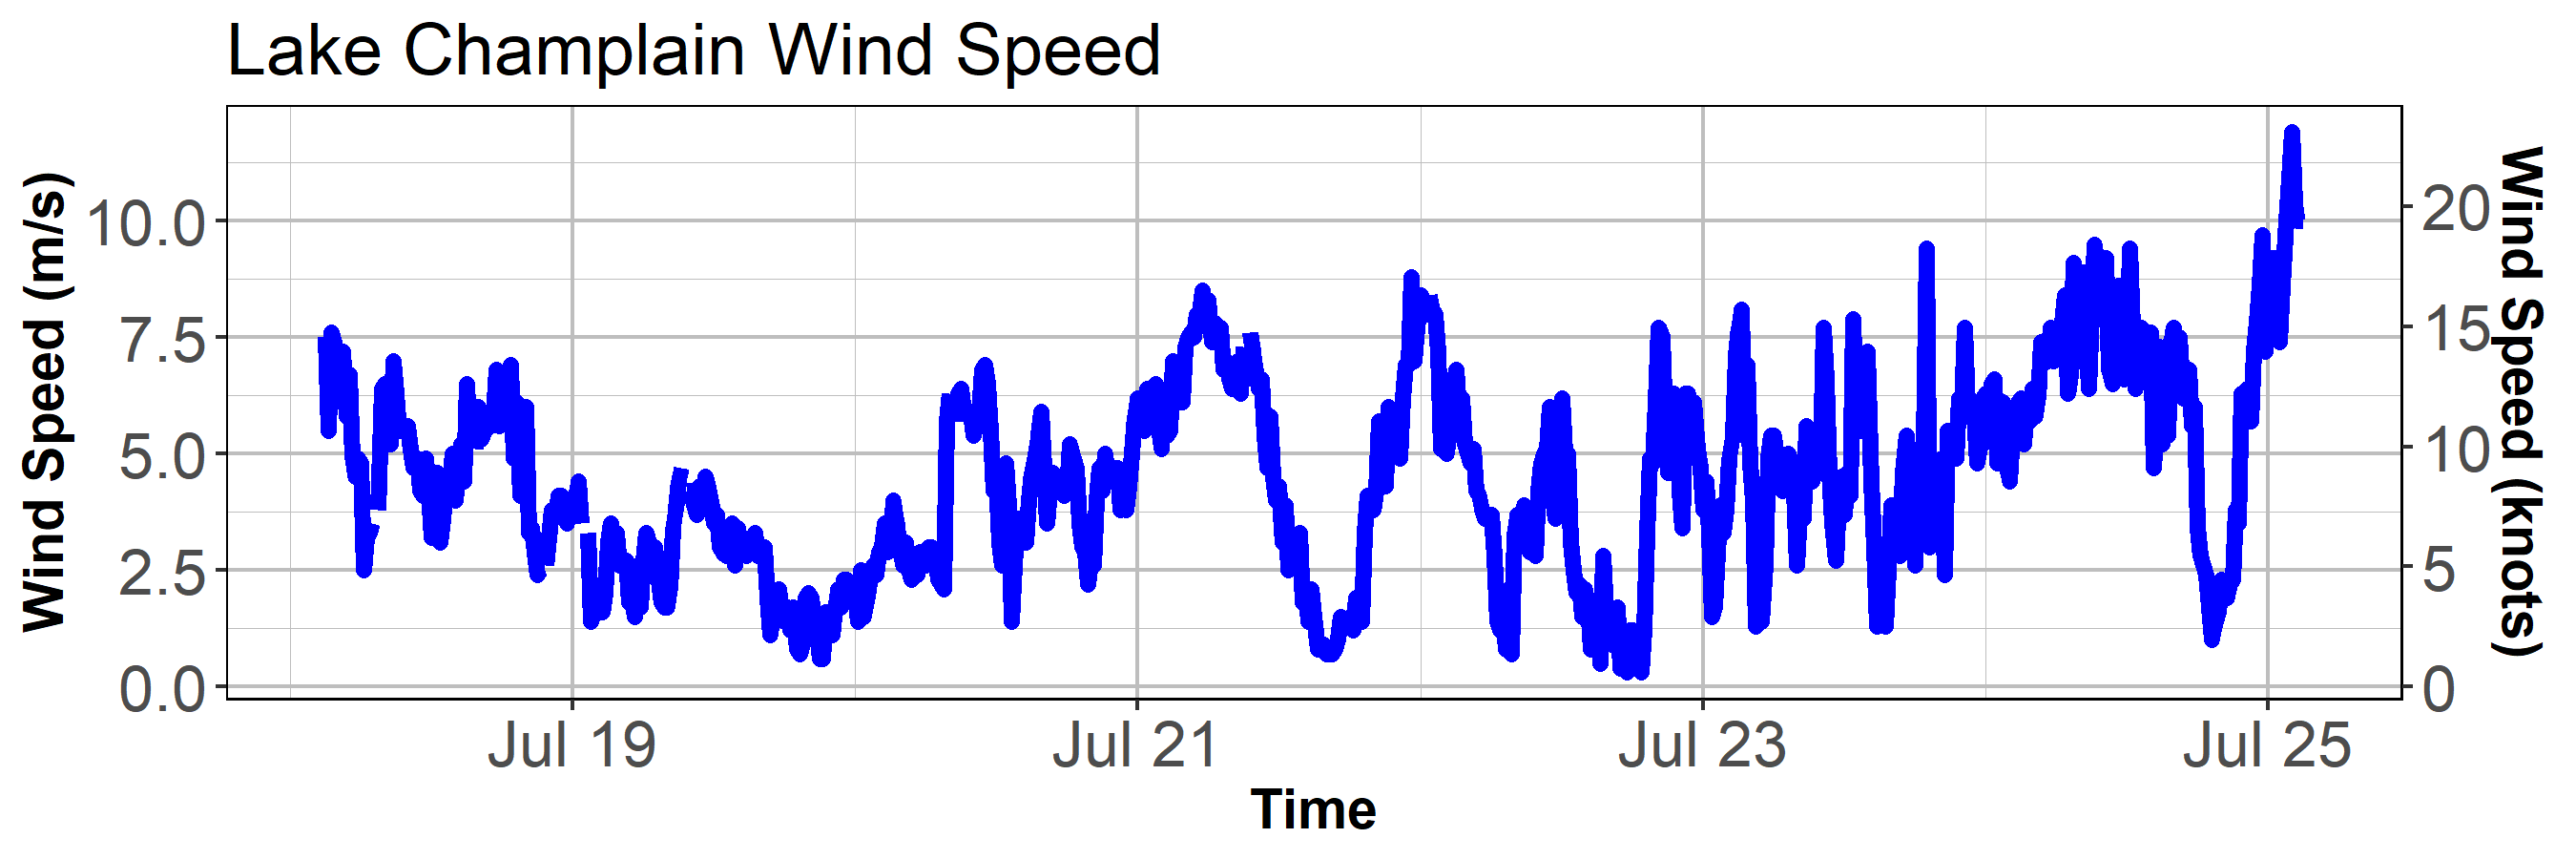 Lake Champlain Wind Speed
Wind Speed (m/s)
10.0
7.5
5.0
2.5
0.0
20
15
10
5
0
Wind Speed (knots)
Jul 19
Jul 21
Jul 23
Jul 25
Time